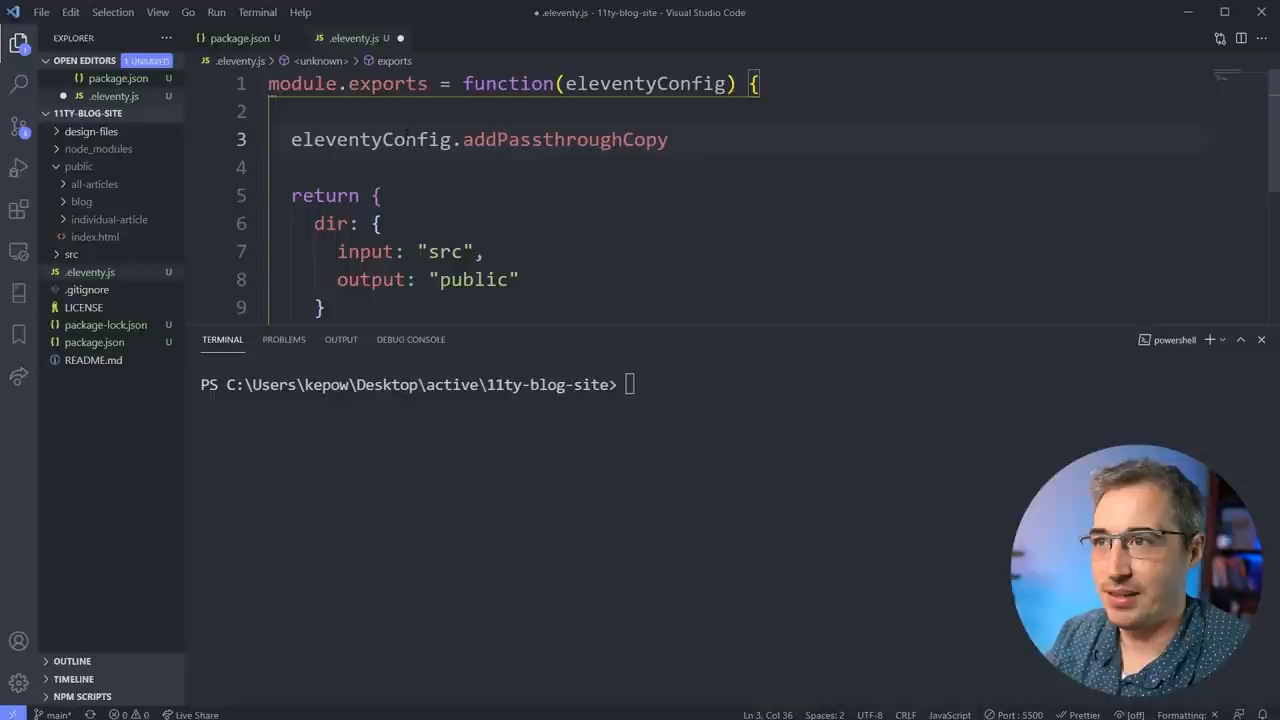 File Edit Selection View Go Run Terminal Help
.eleventy.js - 11ty-blog-site - Visual Studio Code
EXPLORER
OPEN EDITORS 1 UNSAVED
package.json U
.eleventy.js U
11TY-BLOG-SITE
design-files
node_modules
public
all-articles
blog
individual-article
index.html
src
.eleventy.js U
.gitignore
LICENSE
package-lock.json U
package.json U
README.md
OUTLINE
TIMELINE
NPM SCRIPTS
package.json U
.eleventy.js U
.eleventy.js > <unknown> > exports
1 module.exports = function(eleventyConfig) {
2
3 eleventyConfig.addPassthroughCopy
4
5 return {
6 dir: {
7 input: "src",
8 output: "public"
9 }
TERMINAL PROBLEMS OUTPUT DEBUG CONSOLE
powershell
PS C:\Users\kepow\Desktop\active\11ty-blog-site>
main* 0 0 Live Share
Ln 3, Col 36 Spaces: 2 UTF-8 CRLF JavaScript Port : 5500 Prettier [off] Formatting: ×